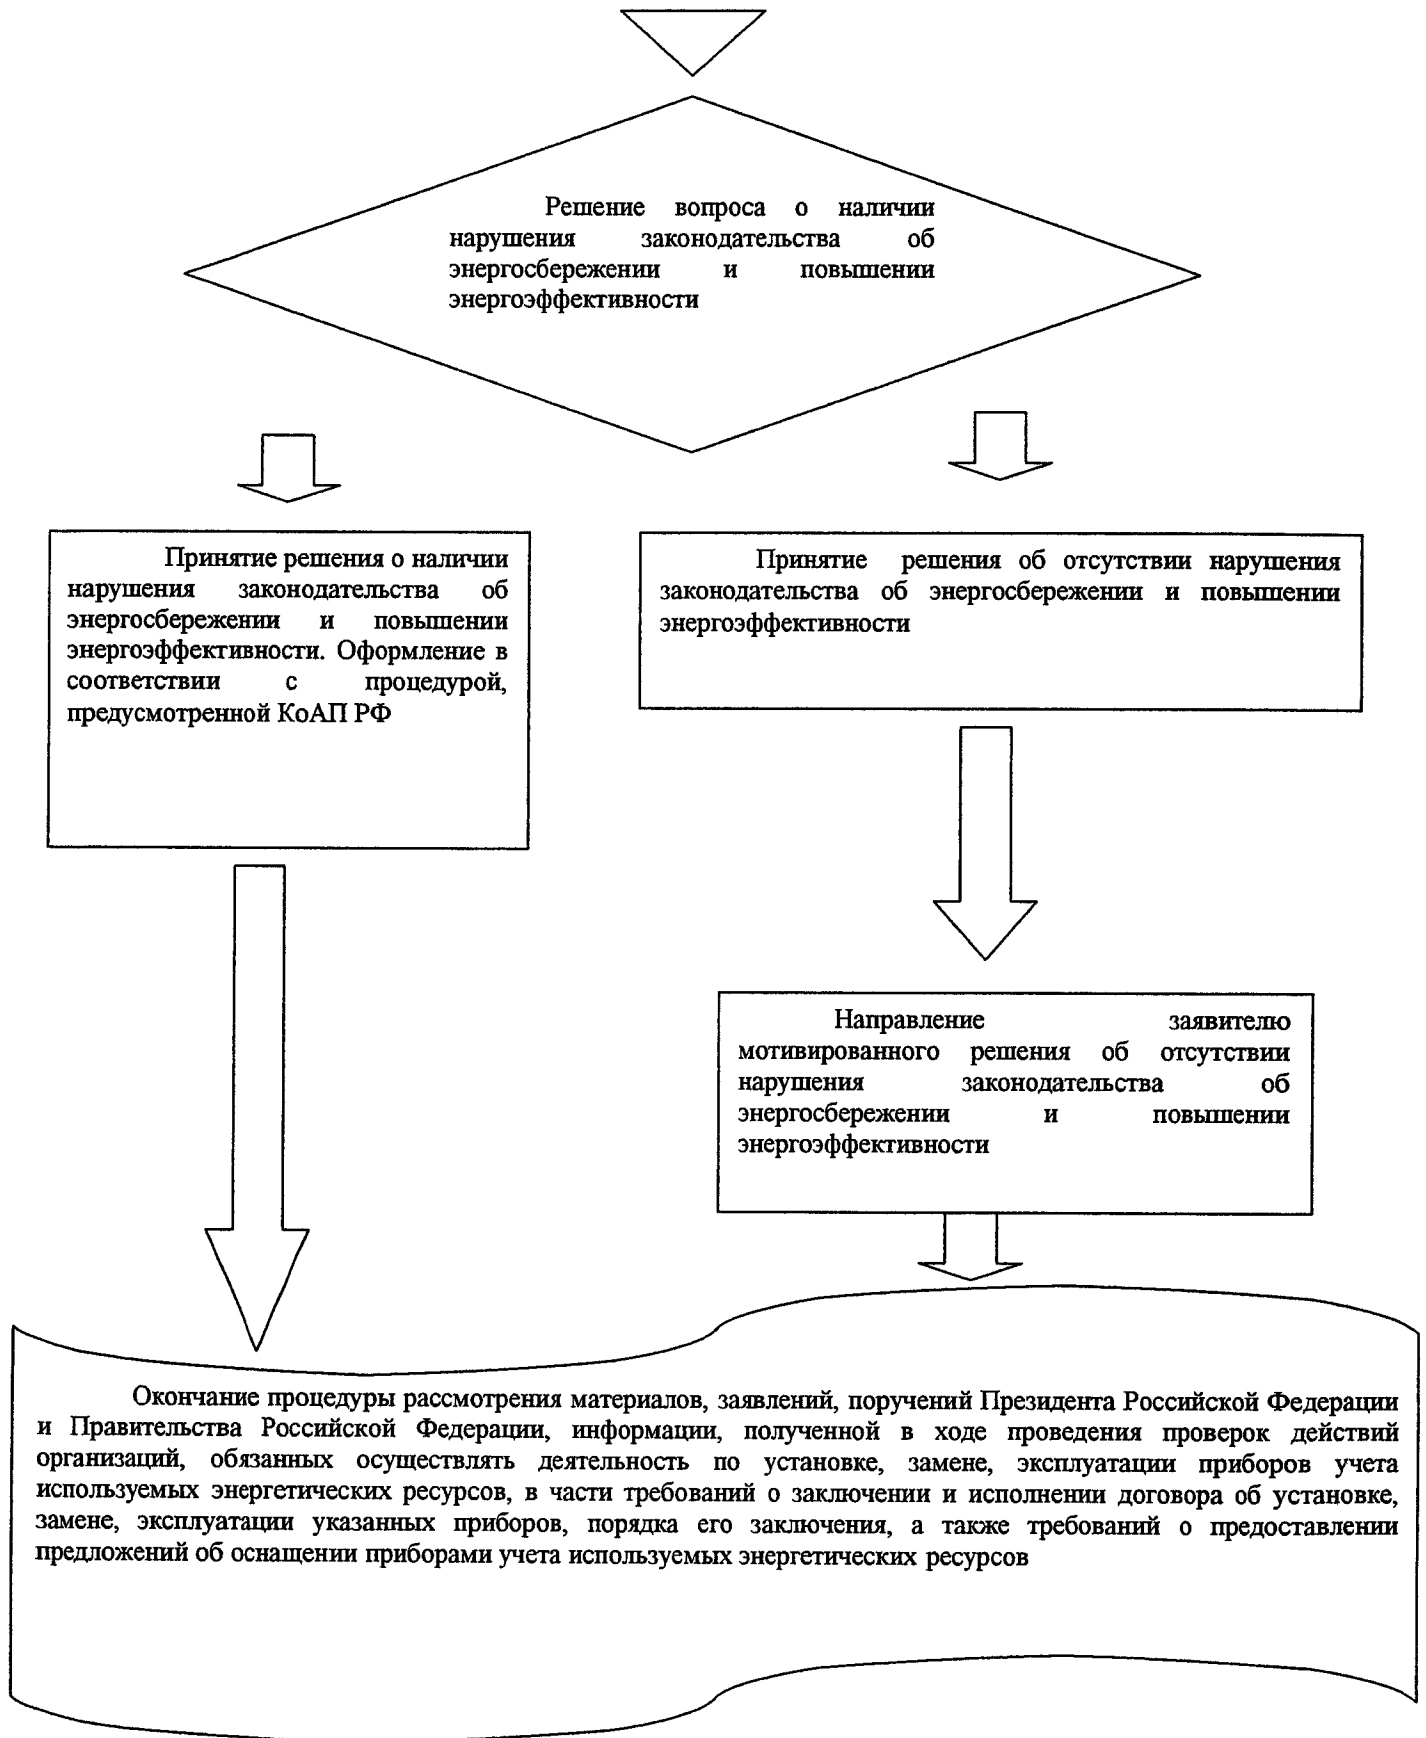 Решение вопроса о наличии
нарушения законодательства об
энергосбережении и повышении
энергоэффективности
Принятие решения о наличии
нарушения законодательства об
энергосбережении и повышении
энергоэффективности. Оформление в
соответствии с процедурой,
предусмотренной КоАП РФ
Принятие решения об отсутствии нарушения
законодательства об энергосбережении и повышении
энергоэффективности
Направление заявителю
мотивированного решения об отсутствии
нарушения законодательства об
энергосбережении и повышении
энергоэффективности
Окончание процедуры рассмотрения материалов, заявлений, поручений Президента Российской Федерации
и Правительства Российской Федерации, информации, полученной в ходе проведения проверок действий
организаций, обязанных осуществлять деятельность по установке, замене, эксплуатации приборов учета
используемых энергетических ресурсов, в части требований о заключении и исполнении договора об установке,
замене, эксплуатации указанных приборов, порядка его заключения, а также требований о предоставлении
предложений об оснащении приборами учета используемых энергетических ресурсов